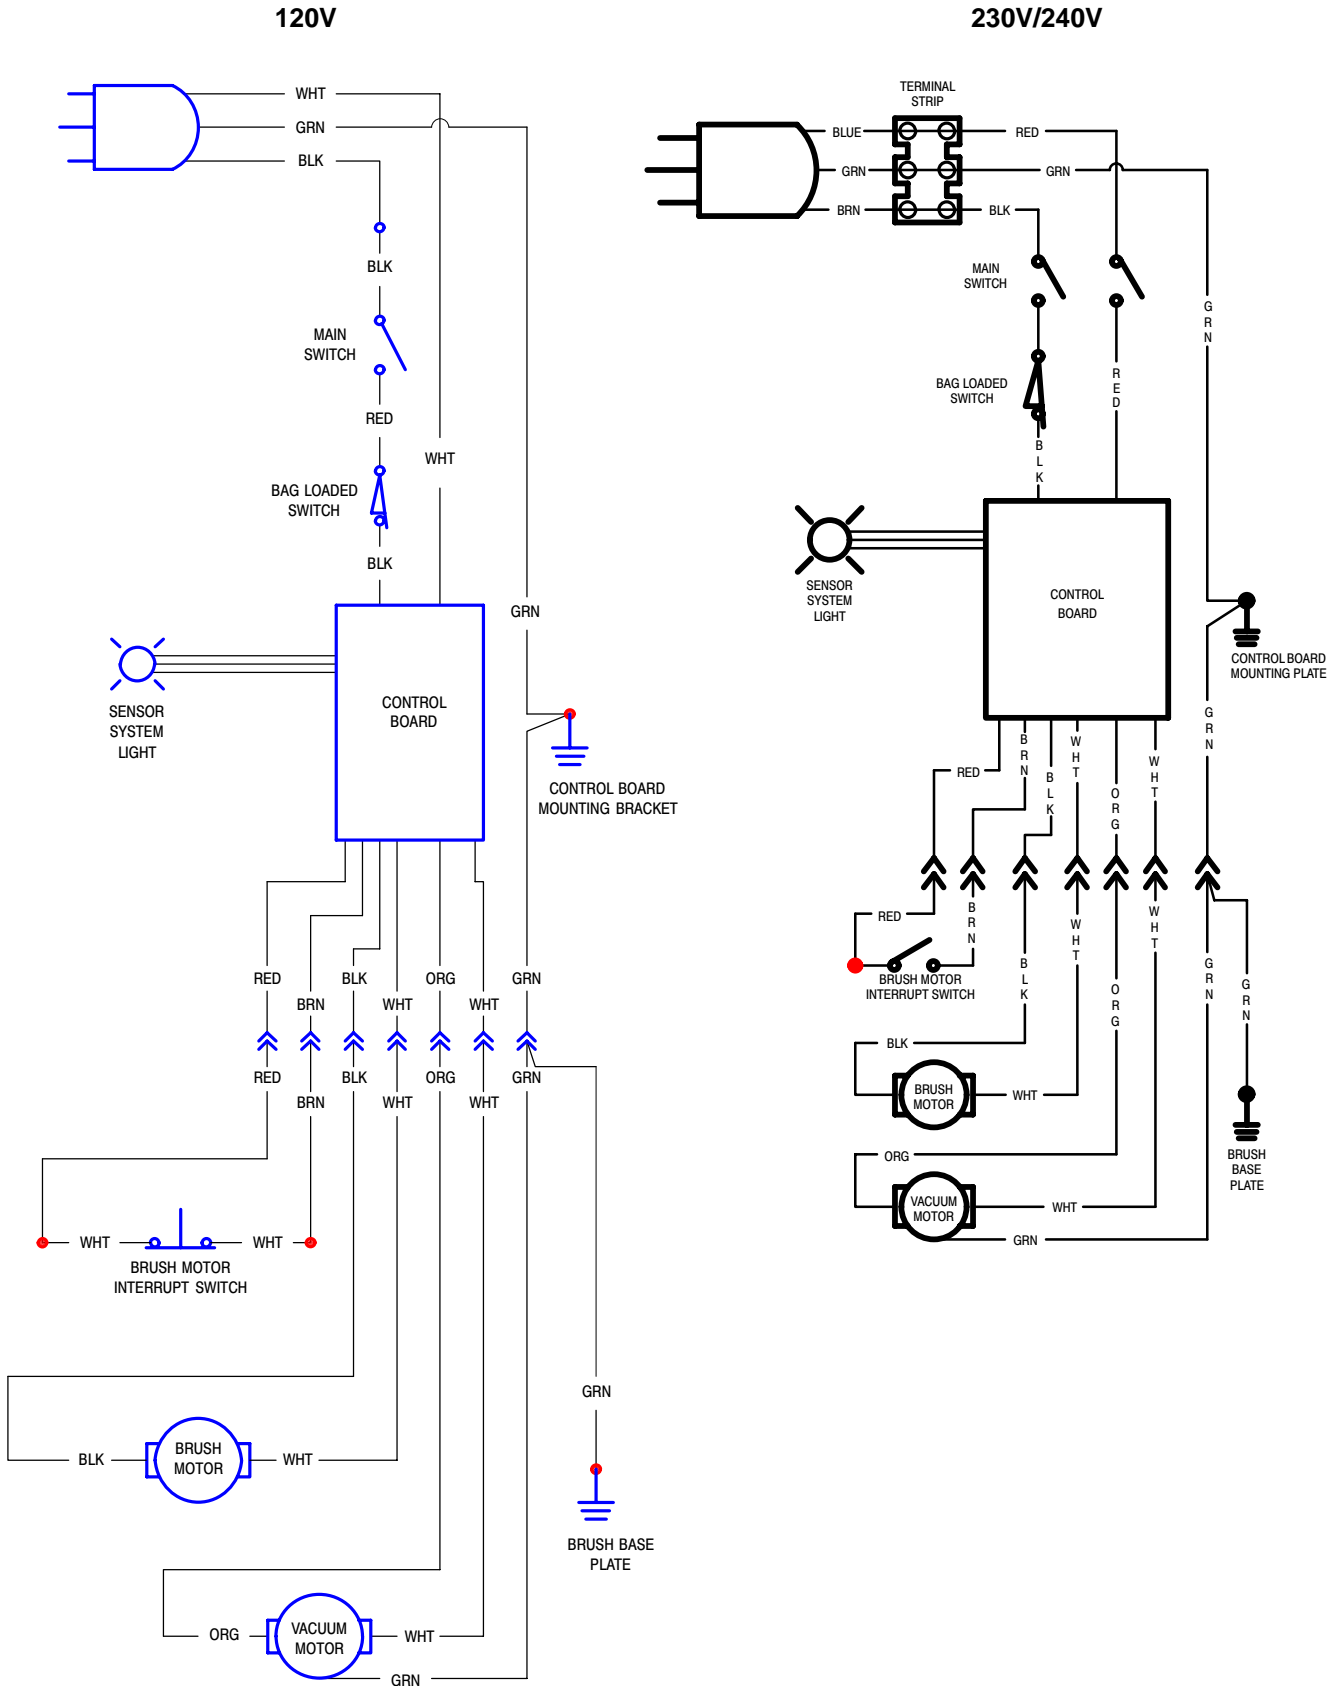 120V
WHT
GRN
BLK
BLK
MAIN
SWITCH
RED
WHT
BAG LOADED
SWITCH
BLK
GRN
SENSOR
SYSTEM
LIGHT
CONTROL
BOARD
CONTROL BOARD
MOUNTING BRACKET
RED
BRN
BLK
WHT
ORG
WHT
GRN
RED
BRN
BLK
WHT
ORG
WHT
GRN
WHT
WHT
BRUSH MOTOR
INTERRUPT SWITCH
GRN
BLK
BRUSH
MOTOR
WHT
BRUSH BASE
PLATE
ORG
VACUUM
MOTOR
WHT
GRN
230V/240V
TERMINAL
STRIP
BLUE
RED
GRN
GRN
BRN
BLK
MAIN
SWITCH
GRN
BAG LOADED
SWITCH
RED
BLK
SENSOR
SYSTEM
LIGHT
CONTROL
BOARD
CONTROL BOARD
MOUNTING PLATE
RED
BRN
BLK
WHT
ORG
WHT
GRN
RED
BRN
BRUSH MOTOR
INTERRUPT SWITCH
BLK
WHT
ORG
WHT
GRN
GRN
BLK
BRUSH
MOTOR
WHT
BRUSH
BASE
PLATE
ORG
VACUUM
MOTOR
WHT
GRN